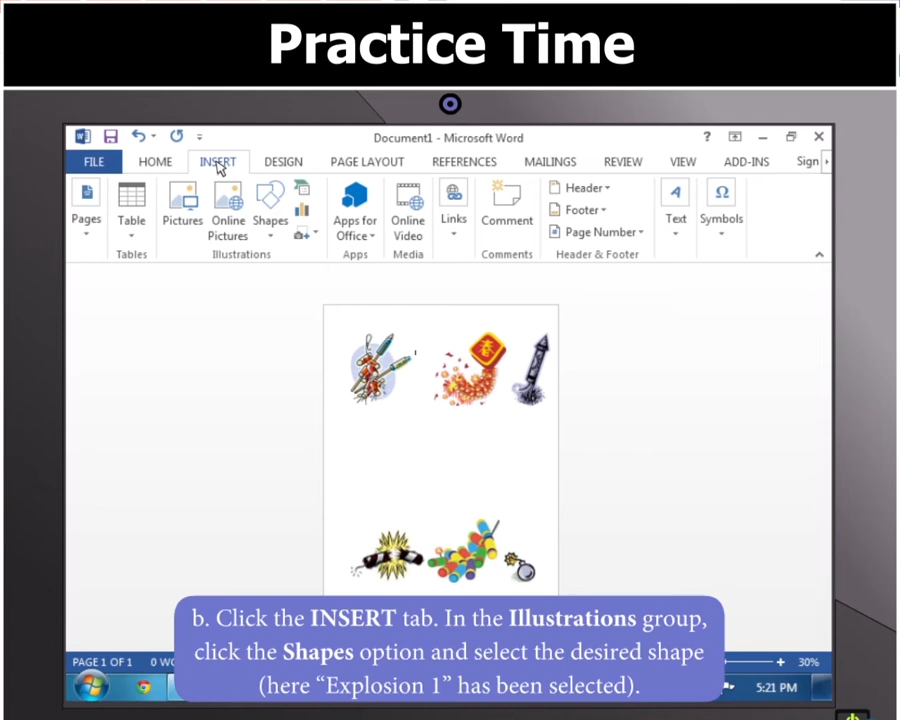 Practice Time
Document1 - Microsoft Word
FILE HOME INSERT DESIGN PAGE LAYOUT REFERENCES MAILINGS REVIEW VIEW ADD-INS Sign
Pages Table Pictures Online Pictures Shapes Apps for Office Online Video Links Comment Header Footer Page Number Text Symbols
Tables Illustrations Apps Media Comments Header & Footer
春
b. Click the INSERT tab. In the Illustrations group,
click the Shapes option and select the desired shape
(here “Explosion 1” has been selected).
PAGE 1 OF 1 0 30%
5:21 PM